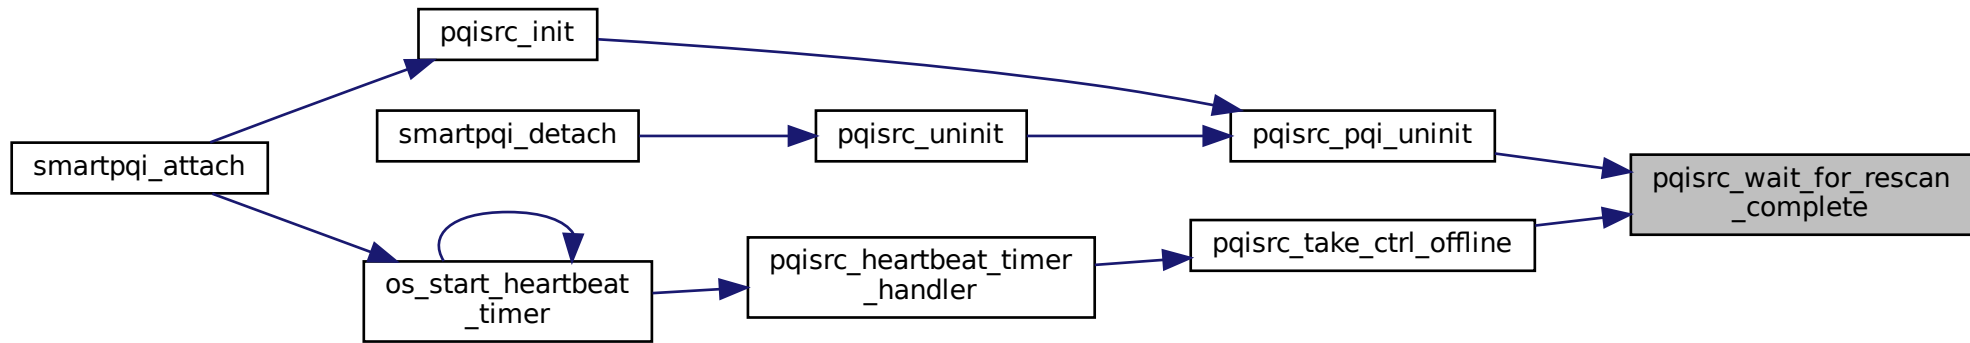 pqisrc_init
smartpqi_detach
pqisrc_uninit
pqisrc_pqi_uninit
smartpqi_attach
pqisrc_wait_for_rescan
_complete
pqisrc_take_ctrl_offline
pqisrc_heartbeat_timer
_handler
os_start_heartbeat
_timer